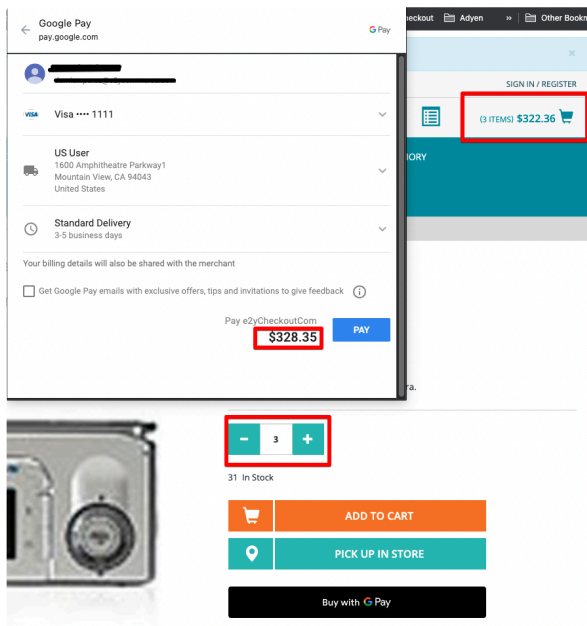 Google Pay
pay.google.com
G Pay
Visa •••• 1111
VISA
US User
1600 Amphitheatre Parkway1
Mountain View, CA 94043
United States
Standard Delivery
3-5 business days
Your billing details will also be shared with the merchant
Get Google Pay emails with exclusive offers, tips and invitations to give feedback
Pay e2yCheckoutCom
$328.35
PAY
Adyen
» Other Bookm
SIGN IN / REGISTER
(3 ITEMS) $322.36
ORY
ra.
- 3 +
31 In Stock
ADD TO CART
PICK UP IN STORE
Buy with G Pay